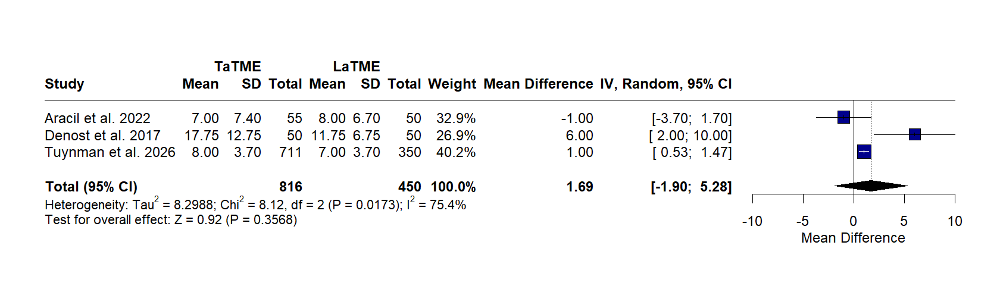 TaTME LaTME
Study Mean SD Total Mean SD Total Weight Mean Difference IV, Random, 95% CI
Aracil et al. 2022 7.00 7.40 55 8.00 6.70 50 32.9% -1.00 [-3.70; 1.70]
Denost et al. 2017 17.75 12.75 50 11.75 6.75 50 26.9% 6.00 [ 2.00; 10.00]
Tuynman et al. 2026 8.00 3.70 711 7.00 3.70 350 40.2% 1.00 [ 0.53; 1.47]
Total (95% CI) 816 450 100.0% 1.69 [-1.90; 5.28]
Heterogeneity: Tau² = 8.2988; Chi² = 8.12, df = 2 (P = 0.0173); I² = 75.4%
Test for overall effect: Z = 0.92 (P = 0.3568)
-10 -5 0 5 10
Mean Difference